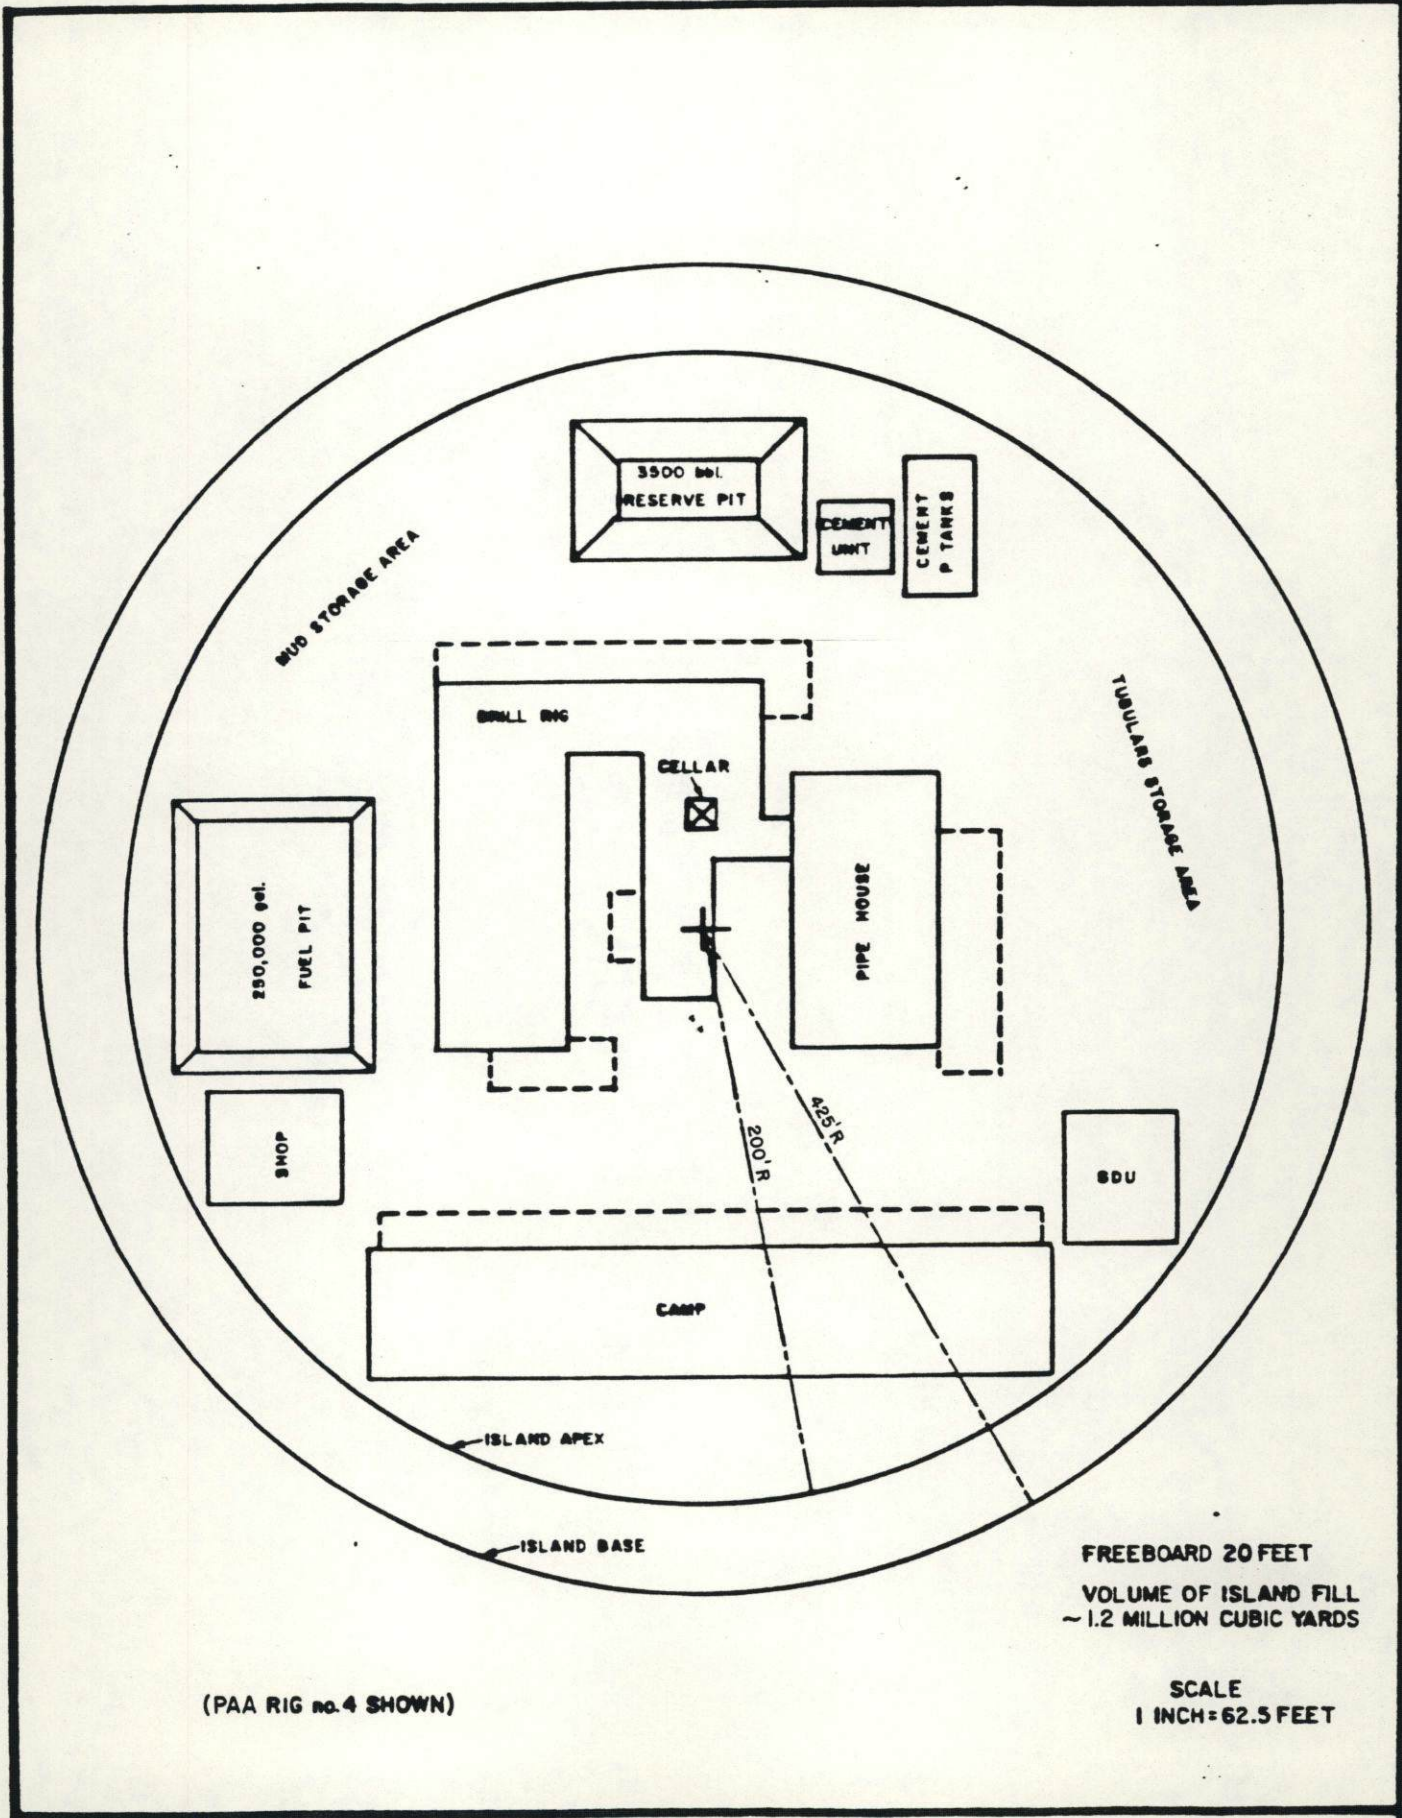 3500 bbl.
RESERVE PIT
CEMENT
UNIT
CEMENT
P TANKS
MUD STORAGE AREA
TUBULARS STORAGE AREA
DRILL RIG
CELLAR
250,000 gal.
FUEL PIT
PIPE HOUSE
SHOP
200' R
425' R
SDU
CAMP
ISLAND APEX
ISLAND BASE
FREEBOARD 20 FEET
VOLUME OF ISLAND FILL
~ 1.2 MILLION CUBIC YARDS
(PAA RIG no. 4 SHOWN)
SCALE
1 INCH = 62.5 FEET